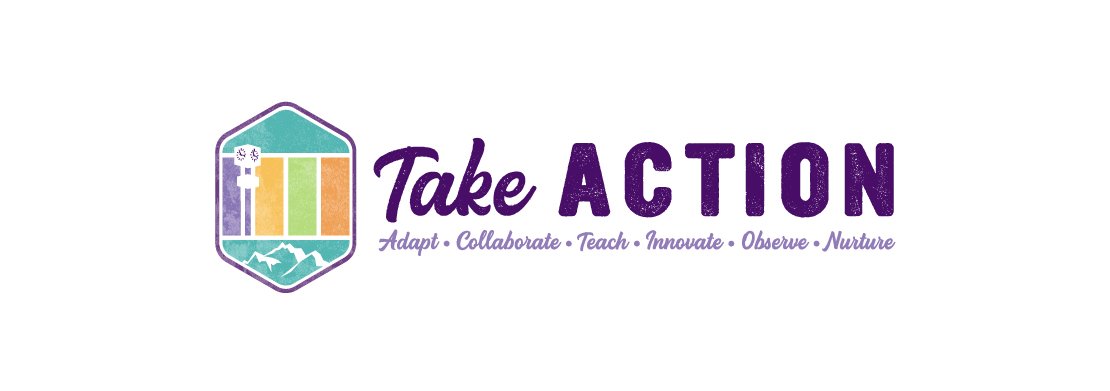 Take ACTION
Adapt • Collaborate • Teach • Innovate • Observe • Nurture